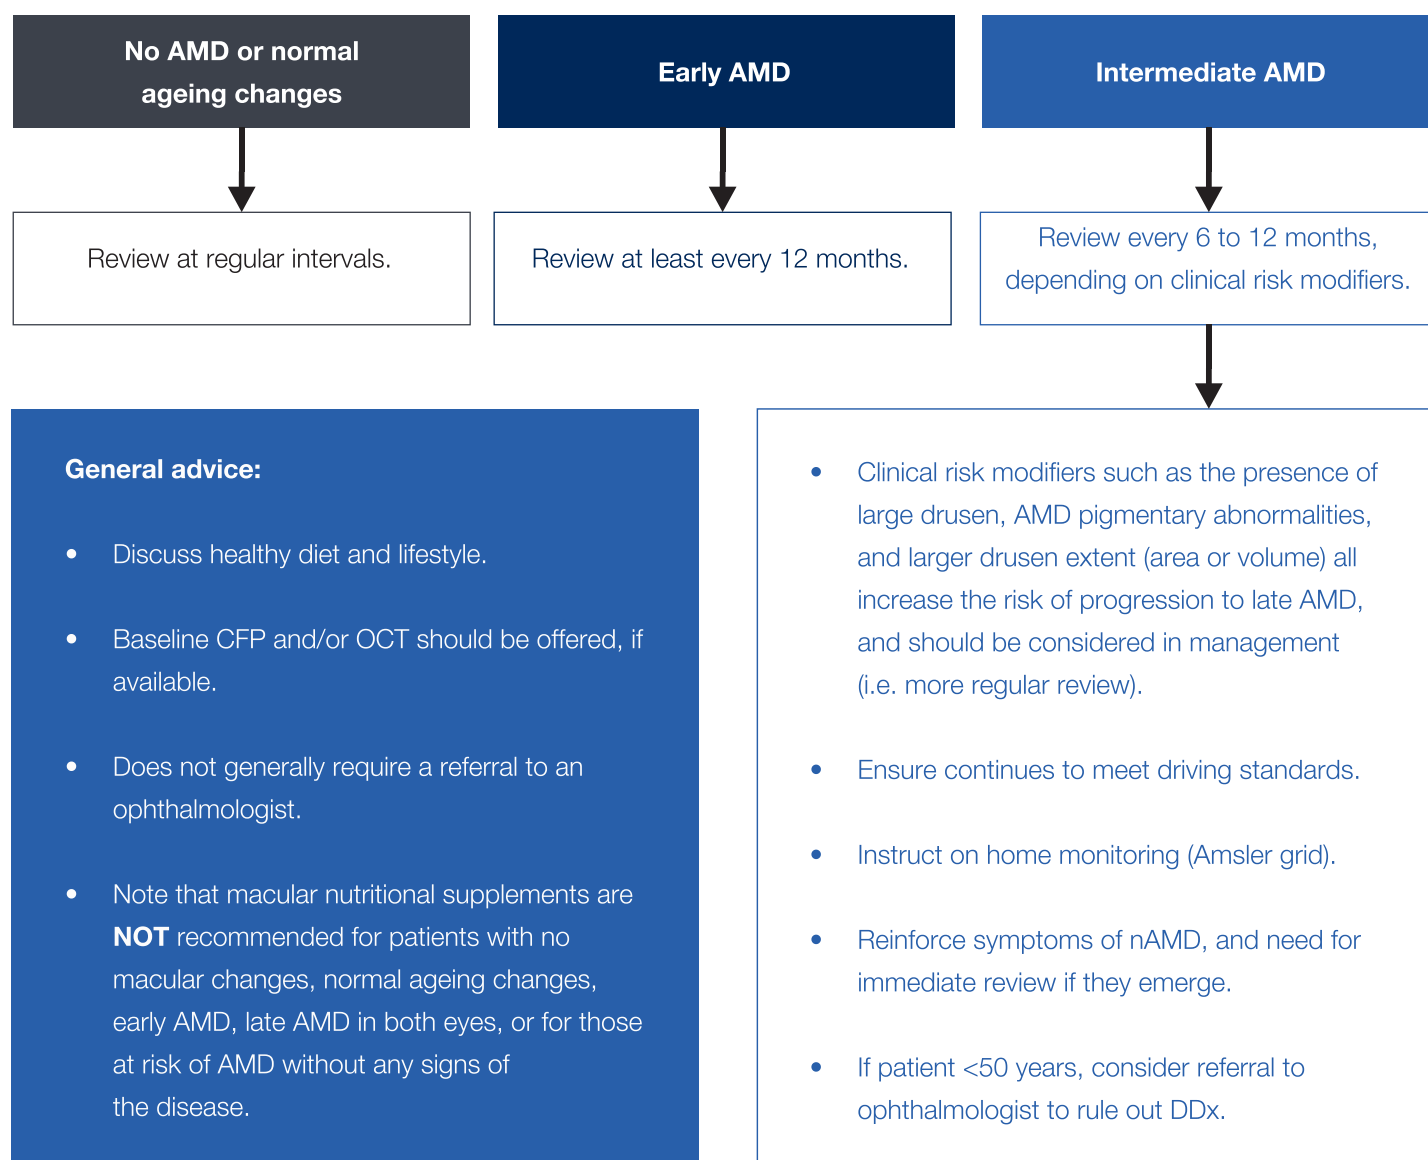 No AMD or normal
ageing changes
Early AMD
Intermediate AMD
Review at regular intervals.
Review at least every 12 months.
Review every 6 to 12 months,
depending on clinical risk modifiers.
General advice:
• Discuss healthy diet and lifestyle.
• Baseline CFP and/or OCT should be offered, if
available.
• Does not generally require a referral to an
ophthalmologist.
• Note that macular nutritional supplements are
NOT recommended for patients with no
macular changes, normal ageing changes,
early AMD, late AMD in both eyes, or for those
at risk of AMD without any signs of
the disease.
• Clinical risk modifiers such as the presence of
large drusen, AMD pigmentary abnormalities,
and larger drusen extent (area or volume) all
increase the risk of progression to late AMD,
and should be considered in management
(i.e. more regular review).
• Ensure continues to meet driving standards.
• Instruct on home monitoring (Amsler grid).
• Reinforce symptoms of nAMD, and need for
immediate review if they emerge.
• If patient <50 years, consider referral to
ophthalmologist to rule out DDx.